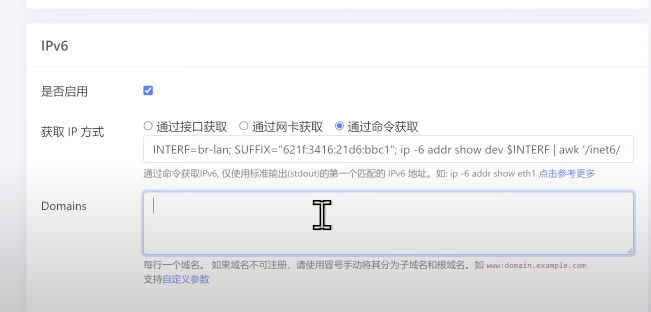 IPv6
是否启用
获取 IP 方式
通过接口获取 通过网卡获取 通过命令获取
INTERF=br-lan; SUFFIX="621f:3416:21d6:bbc1"; ip -6 addr show dev $INTERF | awk '/inet6/
通过命令获取IPv6, 仅使用标准输出(stdout)的第一个匹配的 IPv6 地址。如: ip -6 addr show eth1 点击参考更多
Domains
每行一个域名。 如果域名不可注册，请使用冒号手动将其分为子域名和根域名。如 www:domain.example.com
支持自定义参数